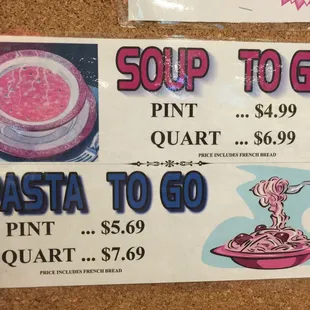 SOUP TO G
PINT ... $4.99
QUART ... $6.99
PRICE INCLUDES FRENCH BREAD
ASTA TO GO
PINT ... $5.69
QUART ... $7.69
PRICE INCLUDES FRENCH BREAD